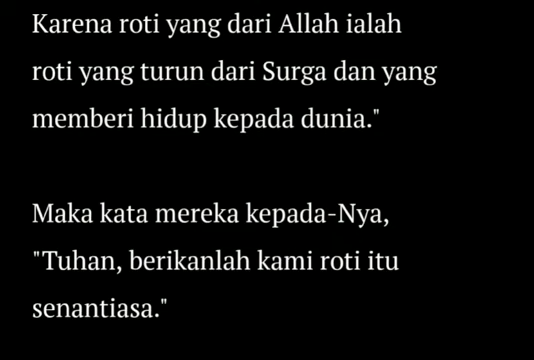 Karena roti yang dari Allah ialah
roti yang turun dari Surga dan yang
memberi hidup kepada dunia."
Maka kata mereka kepada-Nya,
"Tuhan, berikanlah kami roti itu
senantiasa."